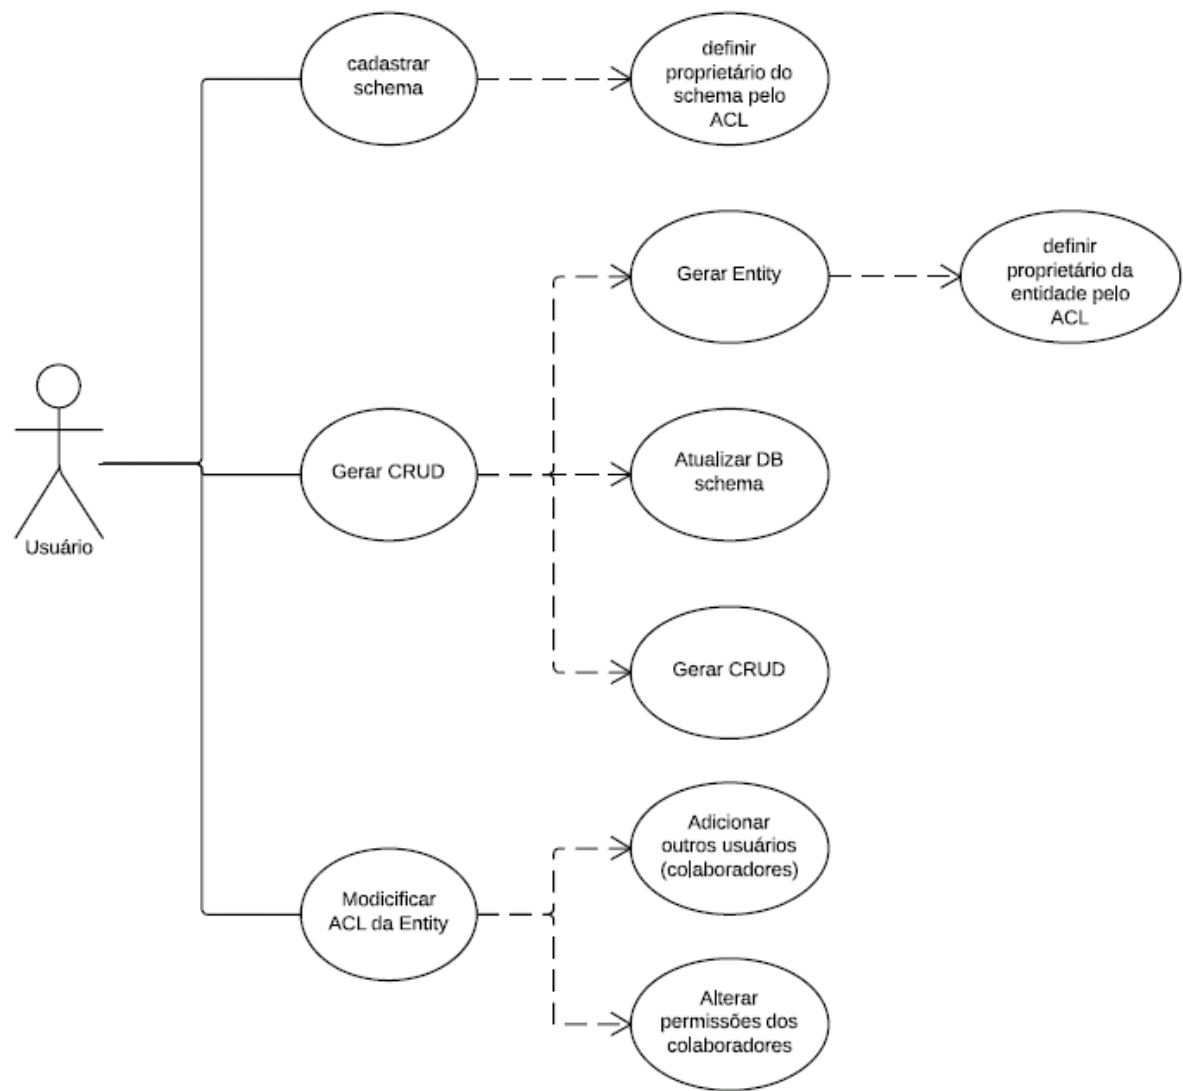 cadastrar
schema
definir
proprietário do
schema pelo
ACL
Gerar Entity
definir
proprietário da
entidade pelo
ACL
Usuário
Gerar CRUD
Atualizar DB
schema
Gerar CRUD
Modicificar
ACL da Entity
Adicionar
outros usuários
(colaboradores)
Alterar
permissões dos
colaboradores